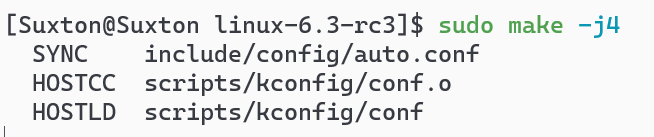 [Suxton@Suxton linux-6.3-rc3]$ sudo make -j4
SYNC    include/config/auto.conf
HOSTCC  scripts/kconfig/conf.o
HOSTLD  scripts/kconfig/conf